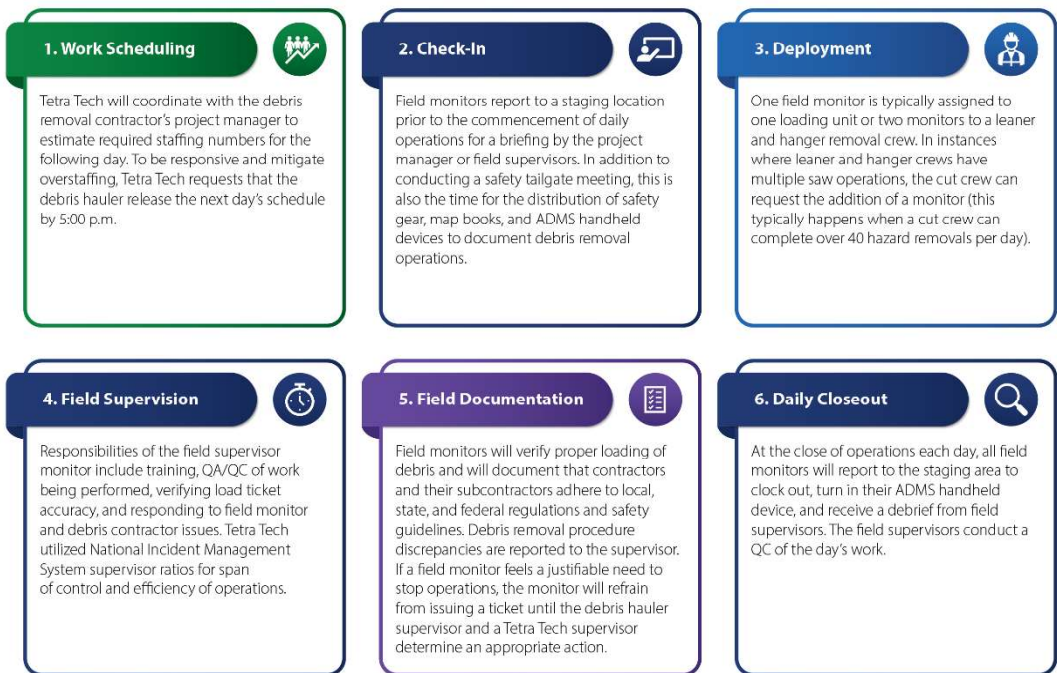 1. Work Scheduling
Tetra Tech will coordinate with the debris
removal contractor's project manager to
estimate required staffing numbers for the
following day. To be responsive and mitigate
overstaffing, Tetra Tech requests that the
debris hauler release the next day's schedule
by 5:00 p.m.
2. Check-In
Field monitors report to a staging location
prior to the commencement of daily
operations for a briefing by the project
manager or field supervisors. In addition to
conducting a safety tailgate meeting, this is
also the time for the distribution of safety
gear, map books, and ADMS handheld
devices to document debris removal
operations.
3. Deployment
One field monitor is typically assigned to
one loading unit or two monitors to a leaner
and hanger removal crew. In instances
where leaner and hanger crews have
multiple saw operations, the cut crew can
request the addition of a monitor (this
typically happens when a cut crew can
complete over 40 hazard removals per day).
4. Field Supervision
Responsibilities of the field supervisor
monitor include training, QA/QC of work
being performed, verifying load ticket
accuracy, and responding to field monitor
and debris contractor issues. Tetra Tech
utilized National Incident Management
System supervisor ratios for span
of control and efficiency of operations.
5. Field Documentation
Field monitors will verify proper loading of
debris and will document that contractors
and their subcontractors adhere to local,
state, and federal regulations and safety
guidelines. Debris removal procedure
discrepancies are reported to the supervisor.
If a field monitor feels a justifiable need to
stop operations, the monitor will refrain
from issuing a ticket until the debris hauler
supervisor and a Tetra Tech supervisor
determine an appropriate action.
6. Daily Closeout
At the close of operations each day, all field
monitors will report to the staging area to
clock out, turn in their ADMS handheld
device, and receive a debrief from field
supervisors. The field supervisors conduct a
QC of the day's work.